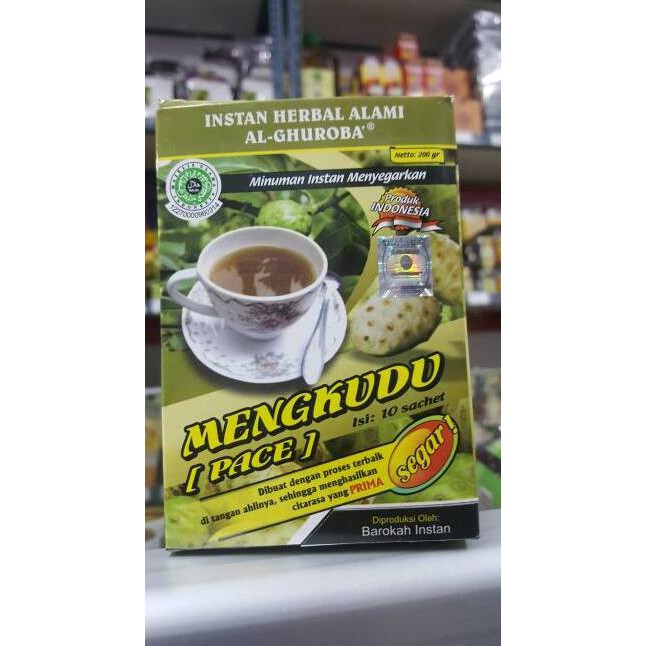 INSTAN HERBAL ALAMI
AL-GHUROBA'®
Netto: 200 gr
Minuman Instan Menyegarkan
Produk
INDONESIA
12270000960314
MENGKUDU
[ PACE ]
Isi: 10 sachet
Dibuat dengan proses terbaik
di tangan ahlinya, sehingga menghasilkan
citarasa yang PRIMA
segar!
Diproduksi Oleh:
Barokah Instan